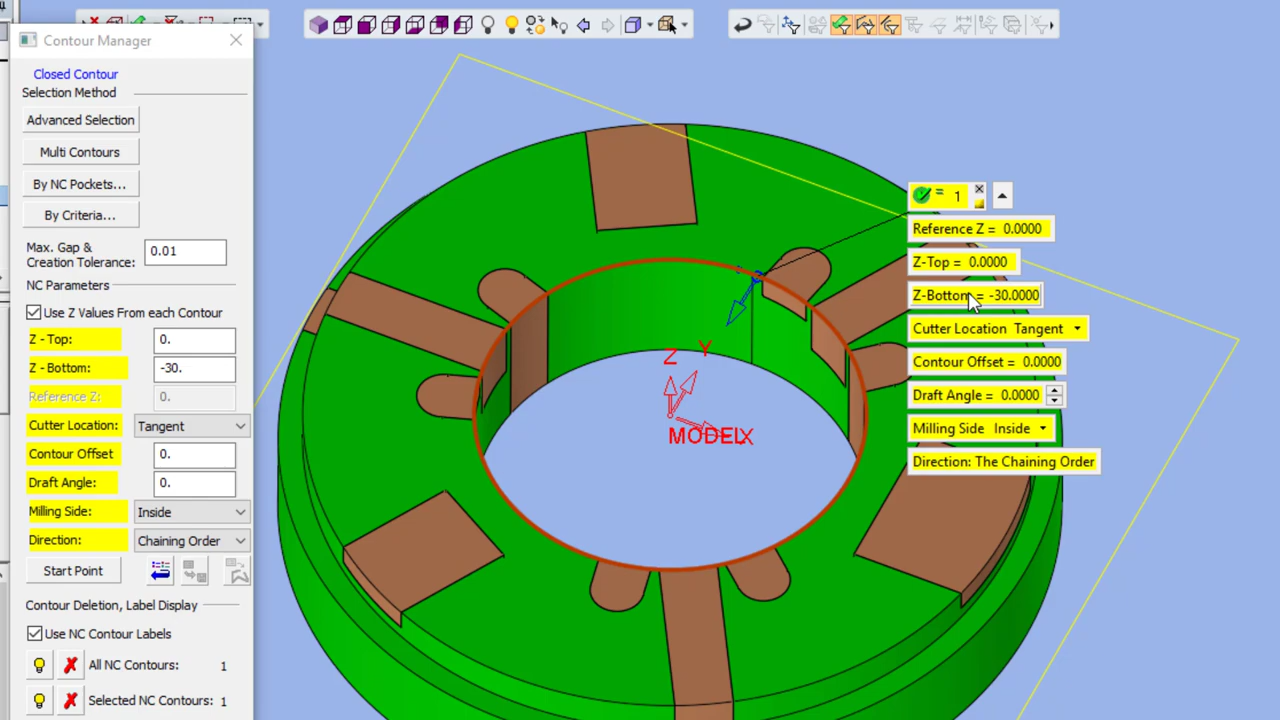 Contour Manager
Closed Contour
Selection Method
Advanced Selection
Multi Contours
By NC Pockets...
By Criteria...
Max. Gap &
Creation Tolerance:
0.01
NC Parameters
Use Z Values From each Contour
Z - Top: 0.
Z - Bottom: -30.
Reference Z: 0.
Cutter Location: Tangent
Contour Offset 0.
Draft Angle: 0.
Milling Side: Inside
Direction: Chaining Order
Start Point
Contour Deletion, Label Display
Use NC Contour Labels
All NC Contours: 1
Selected NC Contours: 1
= 1
Reference Z = 0.0000
Z-Top = 0.0000
Z-Bottom = -30.0000
Cutter Location Tangent
Contour Offset = 0.0000
Draft Angle = 0.0000
Milling Side Inside
Direction: The Chaining Order
Z Y
MODEL X